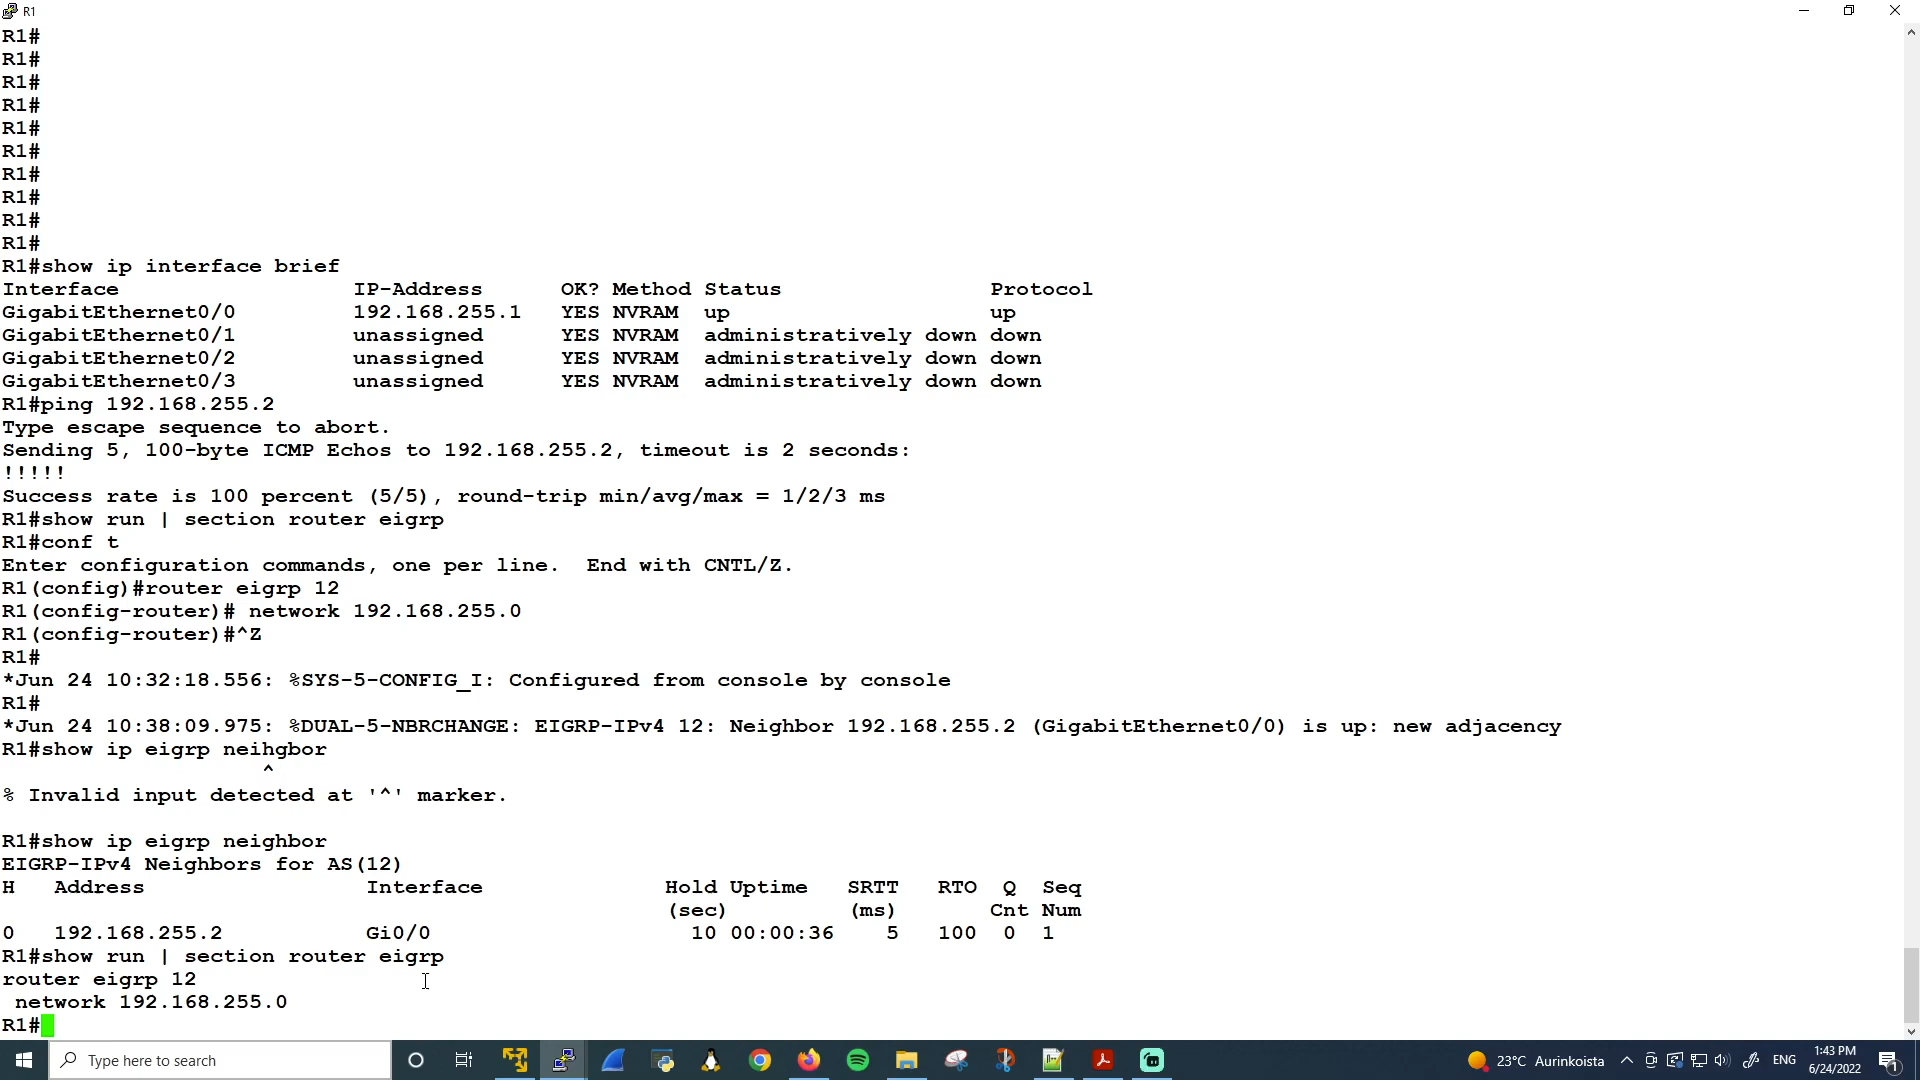 R1
R1#
R1#
R1#
R1#
R1#
R1#
R1#
R1#
R1#
R1#
R1#show ip interface brief
Interface                  IP-Address      OK? Method Status                Protocol
GigabitEthernet0/0         192.168.255.1   YES NVRAM  up                    up
GigabitEthernet0/1         unassigned      YES NVRAM  administratively down down
GigabitEthernet0/2         unassigned      YES NVRAM  administratively down down
GigabitEthernet0/3         unassigned      YES NVRAM  administratively down down
R1#ping 192.168.255.2
Type escape sequence to abort.
Sending 5, 100-byte ICMP Echos to 192.168.255.2, timeout is 2 seconds:
!!!!!
Success rate is 100 percent (5/5), round-trip min/avg/max = 1/2/3 ms
R1#show run | section router eigrp
R1#conf t
Enter configuration commands, one per line.  End with CNTL/Z.
R1(config)#router eigrp 12
R1(config-router)# network 192.168.255.0
R1(config-router)#^Z
R1#
*Jun 24 10:32:18.556: %SYS-5-CONFIG_I: Configured from console by console
R1#
*Jun 24 10:38:09.975: %DUAL-5-NBRCHANGE: EIGRP-IPv4 12: Neighbor 192.168.255.2 (GigabitEthernet0/0) is up: new adjacency
R1#show ip eigrp neihgbor
                    ^
% Invalid input detected at '^' marker.
R1#show ip eigrp neighbor
EIGRP-IPv4 Neighbors for AS(12)
H   Address                 Interface              Hold Uptime   SRTT   RTO  Q  Seq
                                                   (sec)         (ms)       Cnt Num
0   192.168.255.2           Gi0/0                    10 00:00:36    5   100  0  1
R1#show run | section router eigrp
router eigrp 12
 network 192.168.255.0
R1#
Type here to search
23°C Aurinkoista
ENG
1:43 PM
6/24/2022
1